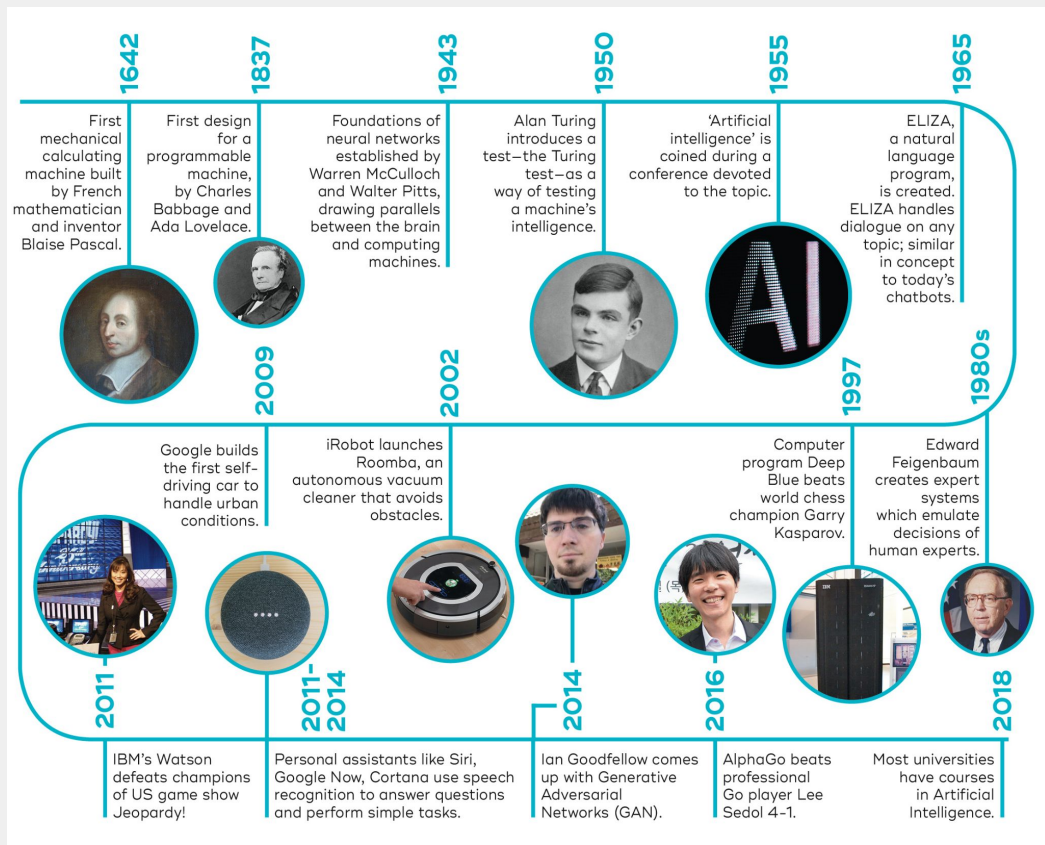 1642
First
mechanical
calculating
machine built
by French
mathematician
and inventor
Blaise Pascal.
1837
First design
for a
programmable
machine,
by Charles
Babbage and
Ada Lovelace.
1943
Foundations of
neural networks
established by
Warren McCulloch
and Walter Pitts,
drawing parallels
between the brain
and computing
machines.
1950
Alan Turing
introduces a
test—the Turing
test—as a
way of testing
a machine's
intelligence.
1955
'Artificial
intelligence' is
coined during a
conference devoted
to the topic.
AI
1965
ELIZA,
a natural
language
program,
is created.
ELIZA handles
dialogue on any
topic; similar
in concept
to today's
chatbots.
1980s
Edward
Feigenbaum
creates expert
systems
which emulate
decisions of
human experts.
1997
Computer
program Deep
Blue beats
world chess
champion Garry
Kasparov.
IBM
2002
iRobot launches
Roomba, an
autonomous vacuum
cleaner that avoids
obstacles.
2009
Google builds
the first self-
driving car to
handle urban
conditions.
2011
IBM's Watson
defeats champions
of US game show
Jeopardy!
2011-
2014
Personal assistants like Siri,
Google Now, Cortana use speech
recognition to answer questions
and perform simple tasks.
2014
Ian Goodfellow comes
up with Generative
Adversarial
Networks (GAN).
2016
AlphaGo beats
professional
Go player Lee
Sedol 4-1.
2018
Most universities
have courses
in Artificial
Intelligence.